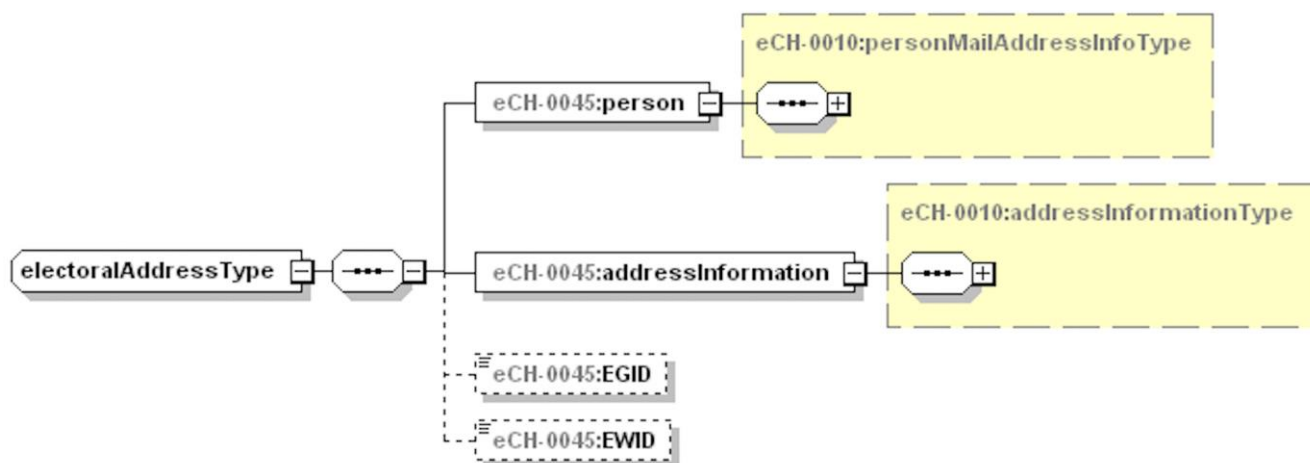 eCH-0010:personMailAddressInfoType
eCH-0045:person
eCH-0010:addressInformationType
electoralAddressType
eCH-0045:addressInformation
eCH-0045:EGID
eCH-0045:EWID